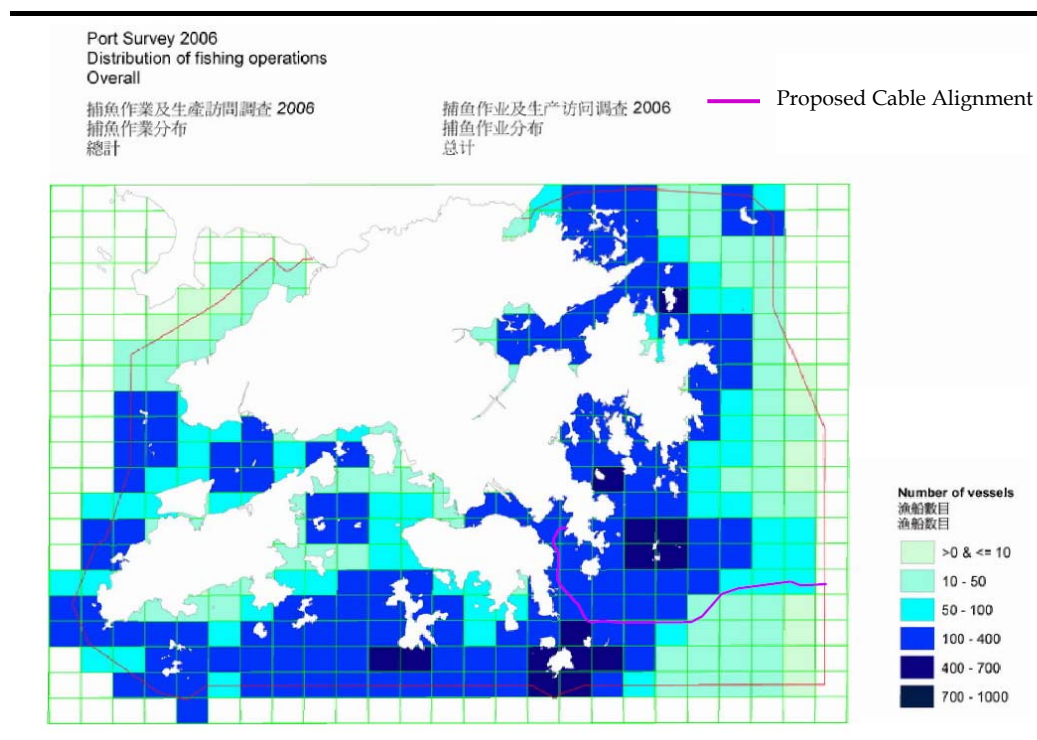 Port Survey 2006
Distribution of fishing operations
Overall
捕魚作業及生產訪問調查 2006
捕魚作業分布
總計
捕鱼作业及生产访问调查 2006
捕鱼作业分布
总计
Proposed Cable Alignment
Number of vessels
漁船數目
渔船数目
>0 & <= 10
10 - 50
50 - 100
100 - 400
400 - 700
700 - 1000